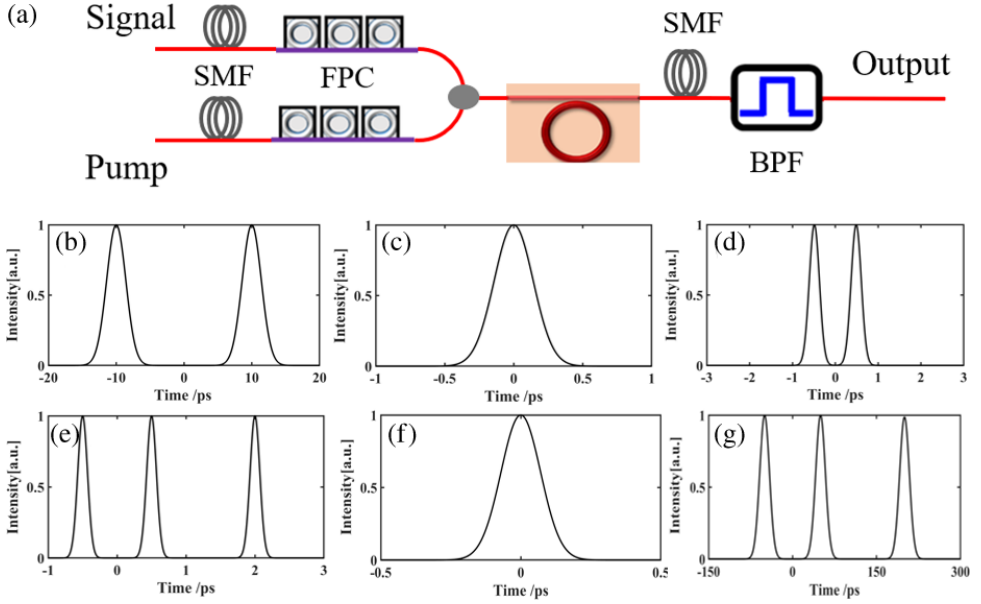 (a)
Signal
SMF
FPC
Pump
SMF
BPF
Output
(b)
Intensity[a.u.]
1
0.5
0
-20 -10 0 10 20
Time /ps
(c)
Intensity[a.u.]
1
0.5
0
-1 -0.5 0 0.5 1
Time /ps
(d)
Intensity[a.u.]
1
0.5
0
-3 -2 -1 0 1 2 3
Time /ps
(e)
Intensity[a.u.]
1
0.5
0
-1 0 1 2 3
Time /ps
(f)
Intensity[a.u.]
1
0.5
0
-0.5 0 0.5
Time /ps
(g)
Intensity[a.u.]
1
0.5
0
-150 0 150 300
Time /ps